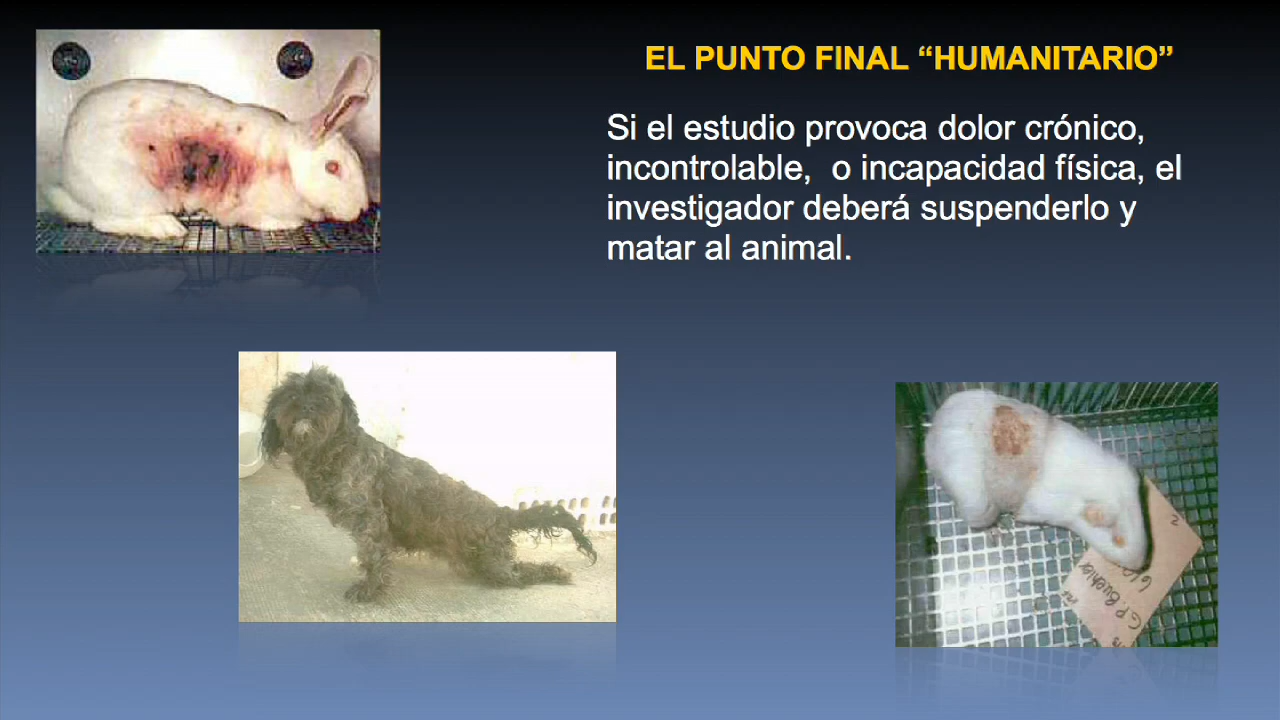 EL PUNTO FINAL “HUMANITARIO”
Si el estudio provoca dolor crónico,
incontrolable,  o incapacidad física, el
investigador deberá suspenderlo y
matar al animal.
G.P. Buehler